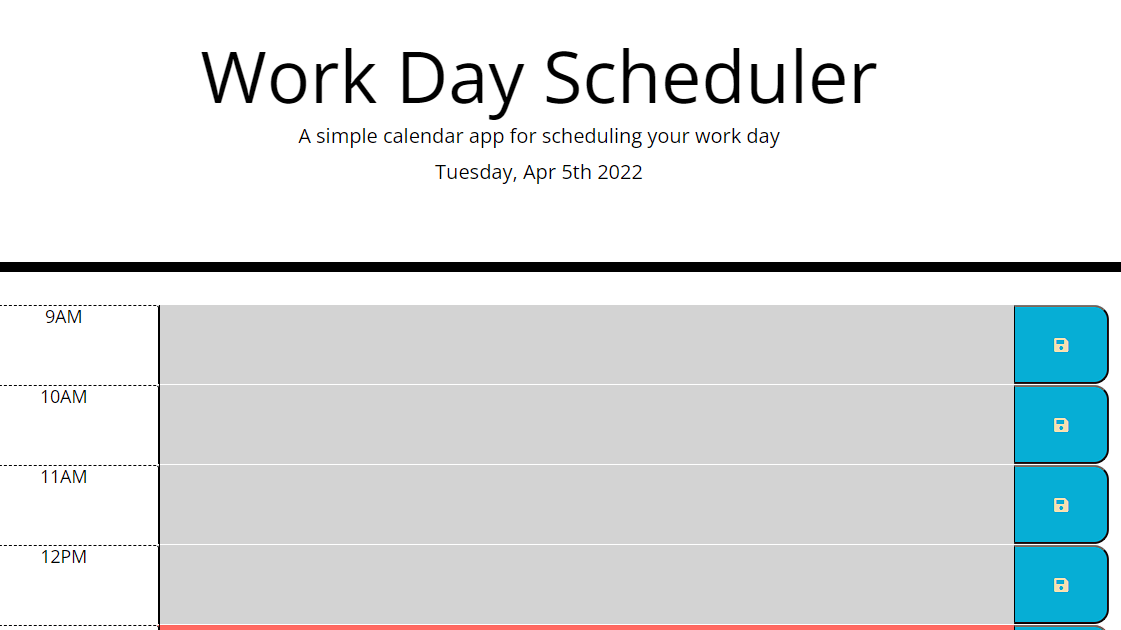 Work Day Scheduler
A simple calendar app for scheduling your work day
Tuesday, Apr 5th 2022
9AM
10AM
11AM
12PM